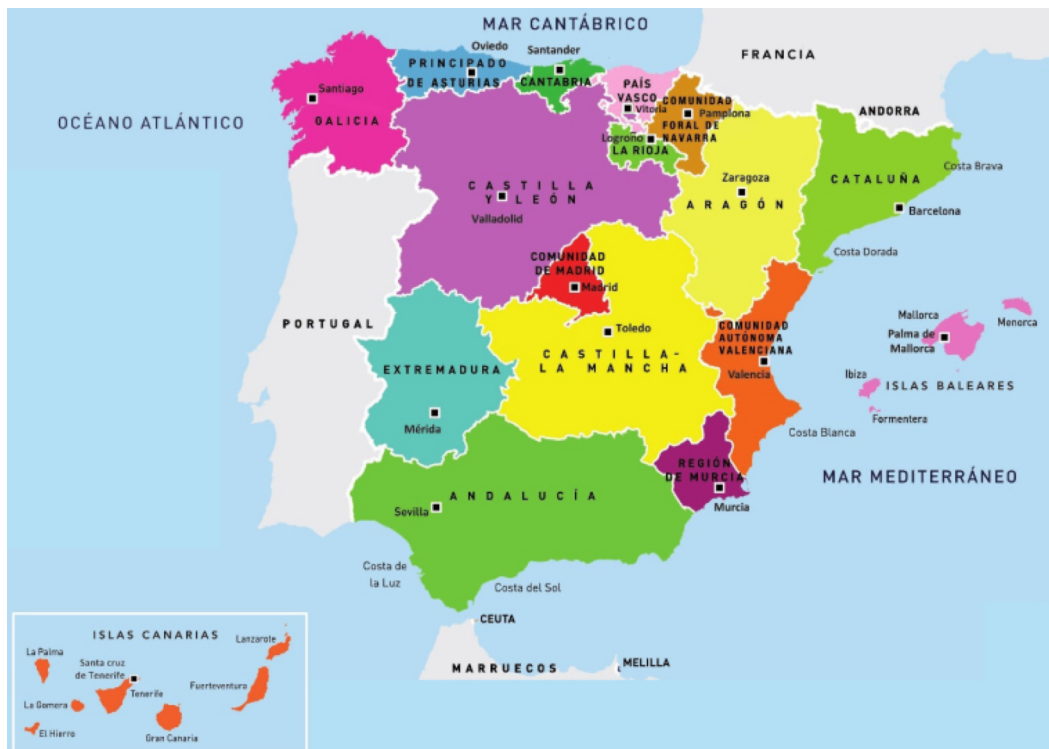 MAR CANTÁBRICO
Oviedo
Santander
FRANCIA
PRINCIPADO
DE ASTURIAS
CANTABRIA
PAÍS
VASCO
Vitoria
COMUNIDAD
FORAL DE
NAVARRA
Pamplona
ANDORRA
Santiago
GALICIA
OCÉANO ATLÁNTICO
Logroño
LA RIOJA
Costa Brava
CATALUÑA
Zaragoza
ARAGÓN
CASTILLA
Y LEÓN
Valladolid
Barcelona
Costa Dorada
COMUNIDAD
DE MADRID
Madrid
PORTUGAL
Toledo
CASTILLA-
LA MANCHA
COMUNIDAD
AUTÓNOMA
VALENCIANA
Valencia
Mallorca
Menorca
Palma de
Mallorca
Ibiza
ISLAS BALEARES
Formentera
EXTREMADURA
Mérida
Costa Blanca
MAR MEDITERRÁNEO
REGIÓN
DE MURCIA
Murcia
ANDALUCÍA
Sevilla
Costa de
la Luz
Costa del Sol
CEUTA
MARRUECOS
MELILLA
ISLAS CANARIAS
Lanzarote
La Palma
Santa cruz
de Tenerife
Tenerife
Fuerteventura
La Gomera
El Hierro
Gran Canaria